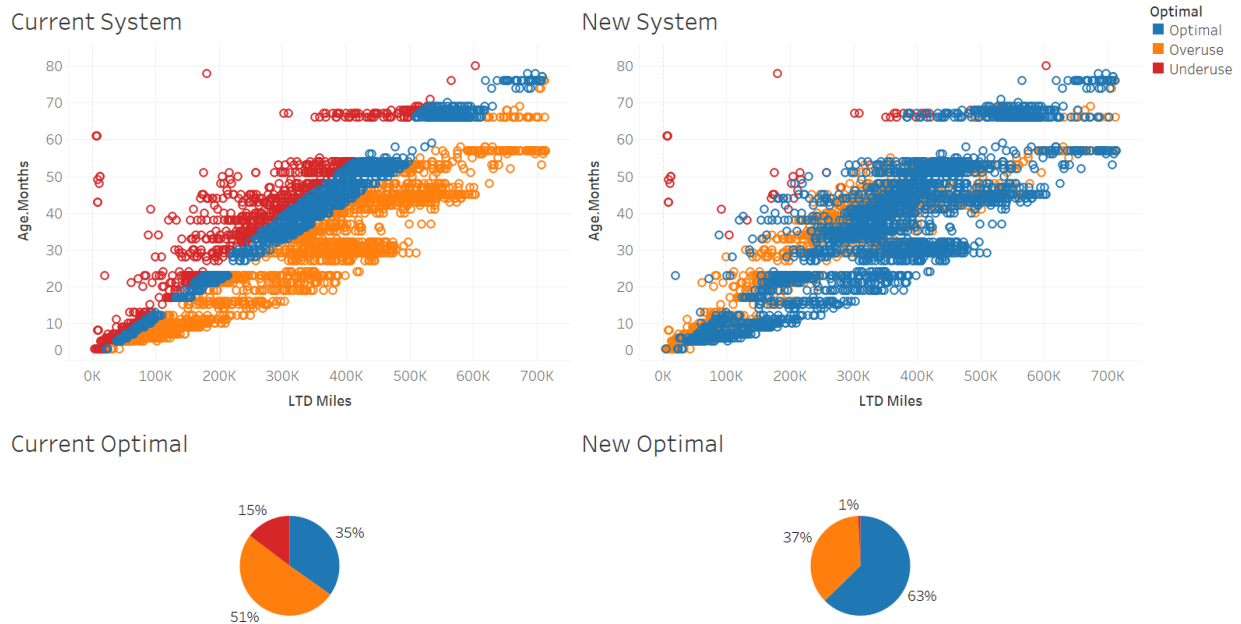 Current System
New System
Optimal
Optimal
Overuse
Underuse
80
70
60
50
40
30
20
10
0
Age.Months
0K 100K 200K 300K 400K 500K 600K 700K
LTD Miles
80
70
60
50
40
30
20
10
0
Age.Months
0K 100K 200K 300K 400K 500K 600K 700K
LTD Miles
Current Optimal
New Optimal
15%
35%
51%
1%
37%
63%